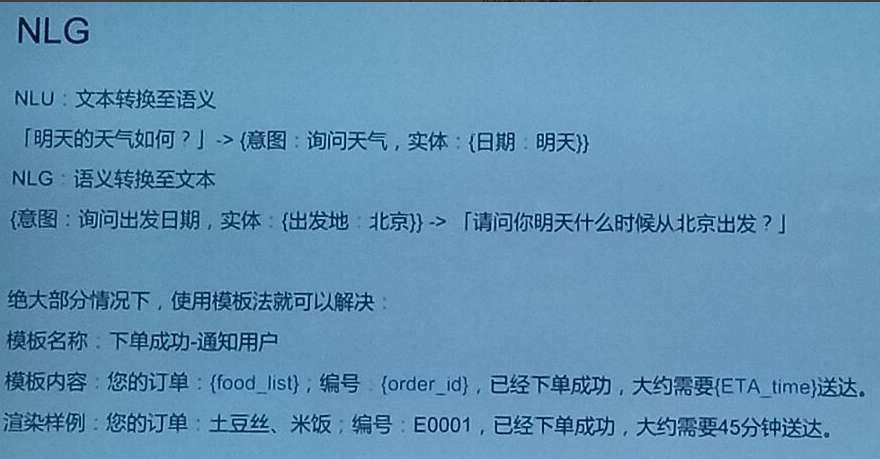 NLG
NLU：文本转换至语义
「明天的天气如何？」-> {意图：询问天气，实体：{日期：明天}}
NLG：语义转换至文本
{意图：询问出发日期，实体：{出发地：北京}} -> 「请问你明天什么时候从北京出发？」
绝大部分情况下，使用模板法就可以解决：
模板名称：下单成功-通知用户
模板内容：您的订单：{food_list}；编号：{order_id}，已经下单成功，大约需要{ETA_time}送达。
渲染样例：您的订单：土豆丝、米饭；编号：E0001，已经下单成功，大约需要45分钟送达。